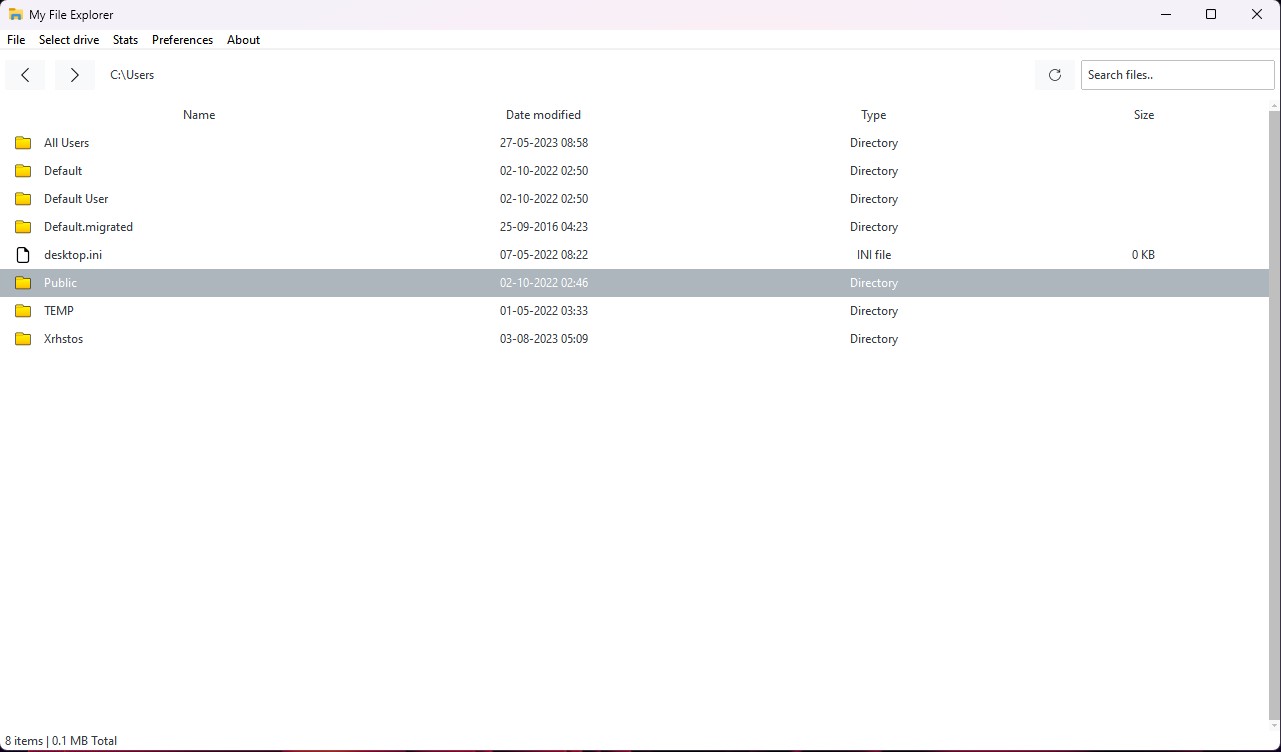 My File Explorer
File Select drive Stats Preferences About
C:\Users Search files..
Name Date modified Type Size
All Users 27-05-2023 08:58 Directory
Default 02-10-2022 02:50 Directory
Default User 02-10-2022 02:50 Directory
Default.migrated 25-09-2016 04:23 Directory
desktop.ini 07-05-2022 08:22 INI file 0 KB
Public 02-10-2022 02:46 Directory
TEMP 01-05-2022 03:33 Directory
Xrhstos 03-08-2023 05:09 Directory
8 items | 0.1 MB Total